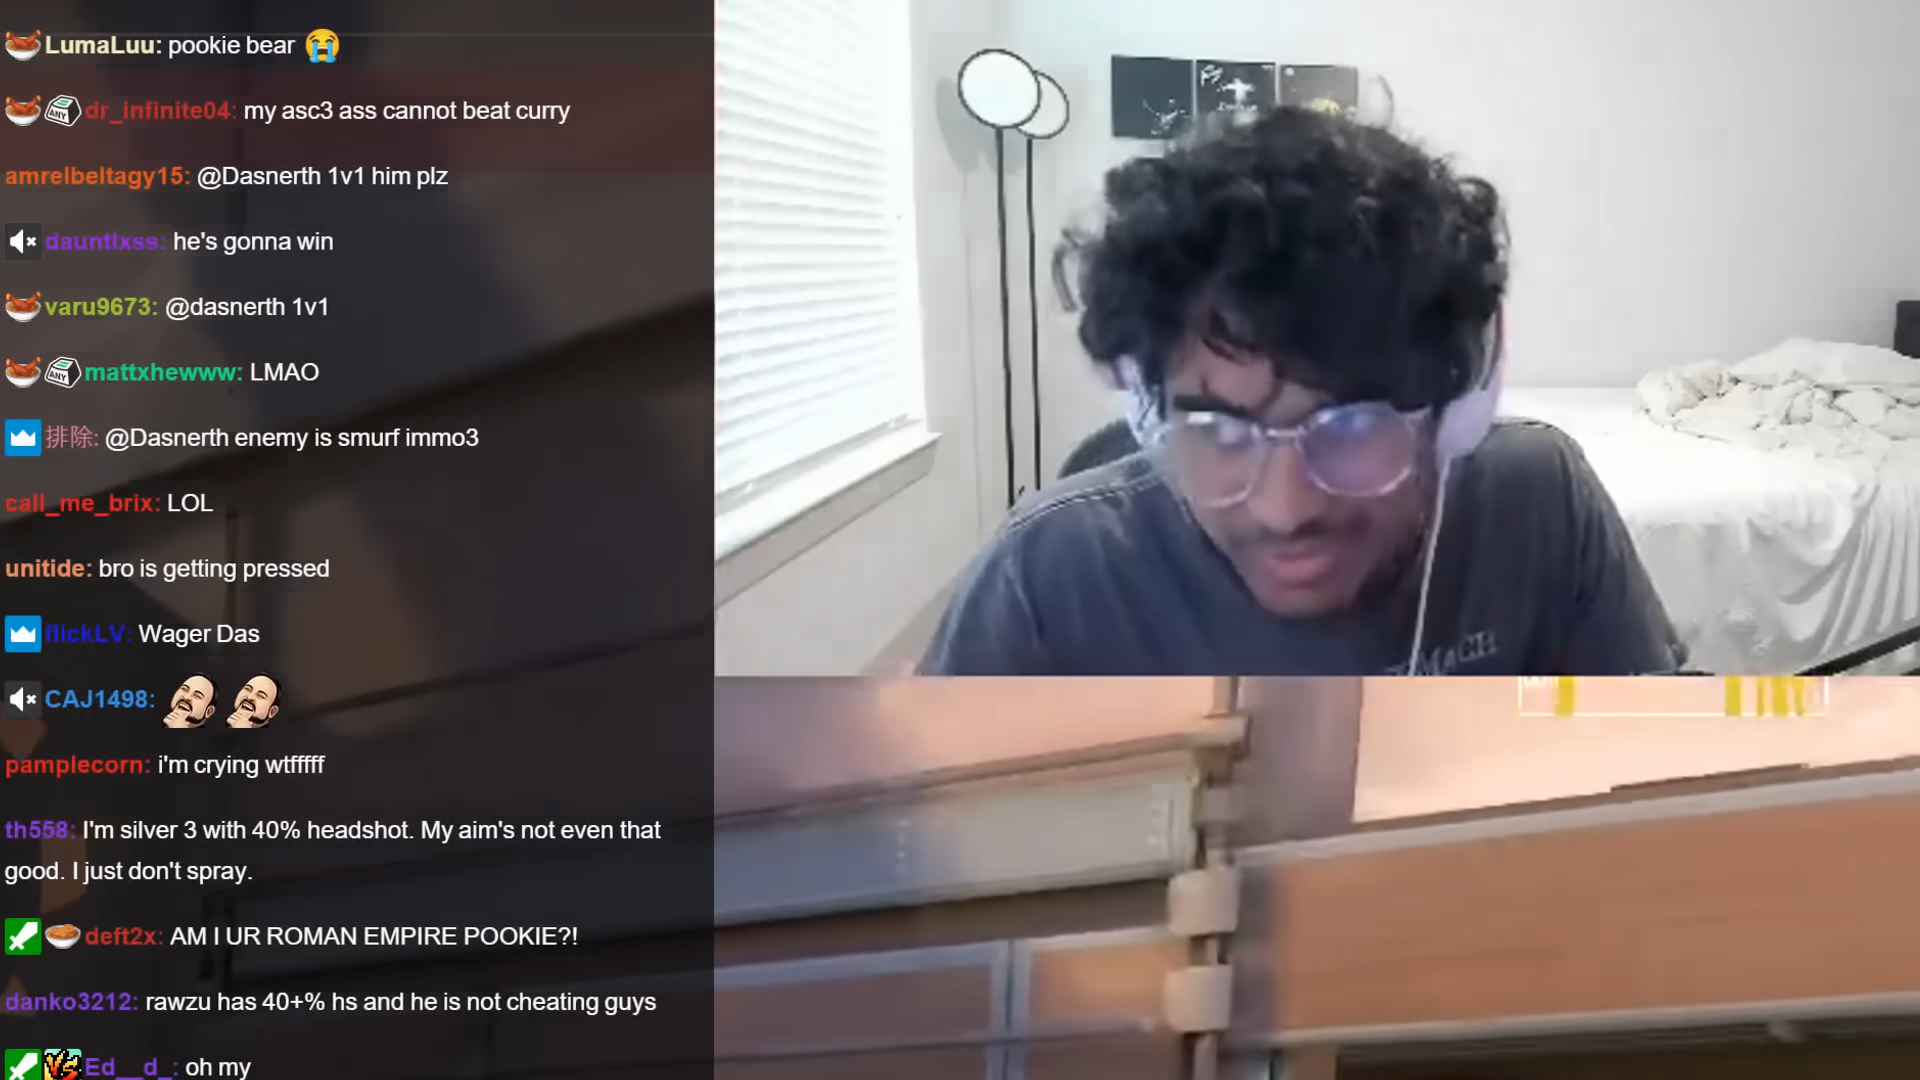 LumaLuu: pookie bear 😭
ANY dr_infinite04: my asc3 ass cannot beat curry
amrelbeltagy15: @Dasnerth 1v1 him plz
dauntlxss: he's gonna win
varu9673: @dasnerth 1v1
ANY mattxhewww: LMAO
排除: @Dasnerth enemy is smurf immo3
call_me_brix: LOL
unitide: bro is getting pressed
flickLV: Wager Das
CAJ1498:
pamplecorn: i'm crying wtfffff
th558: I'm silver 3 with 40% headshot. My aim's not even that
good. I just don't spray.
deft2x: AM I UR ROMAN EMPIRE POOKIE?!
danko3212: rawzu has 40+% hs and he is not cheating guys
VS Ed__d_: oh my